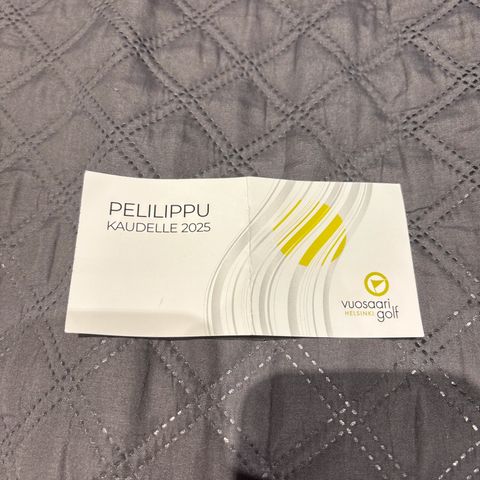 PELILIPPU
KAUDELLE 2025
vuosaari
HELSINKI golf